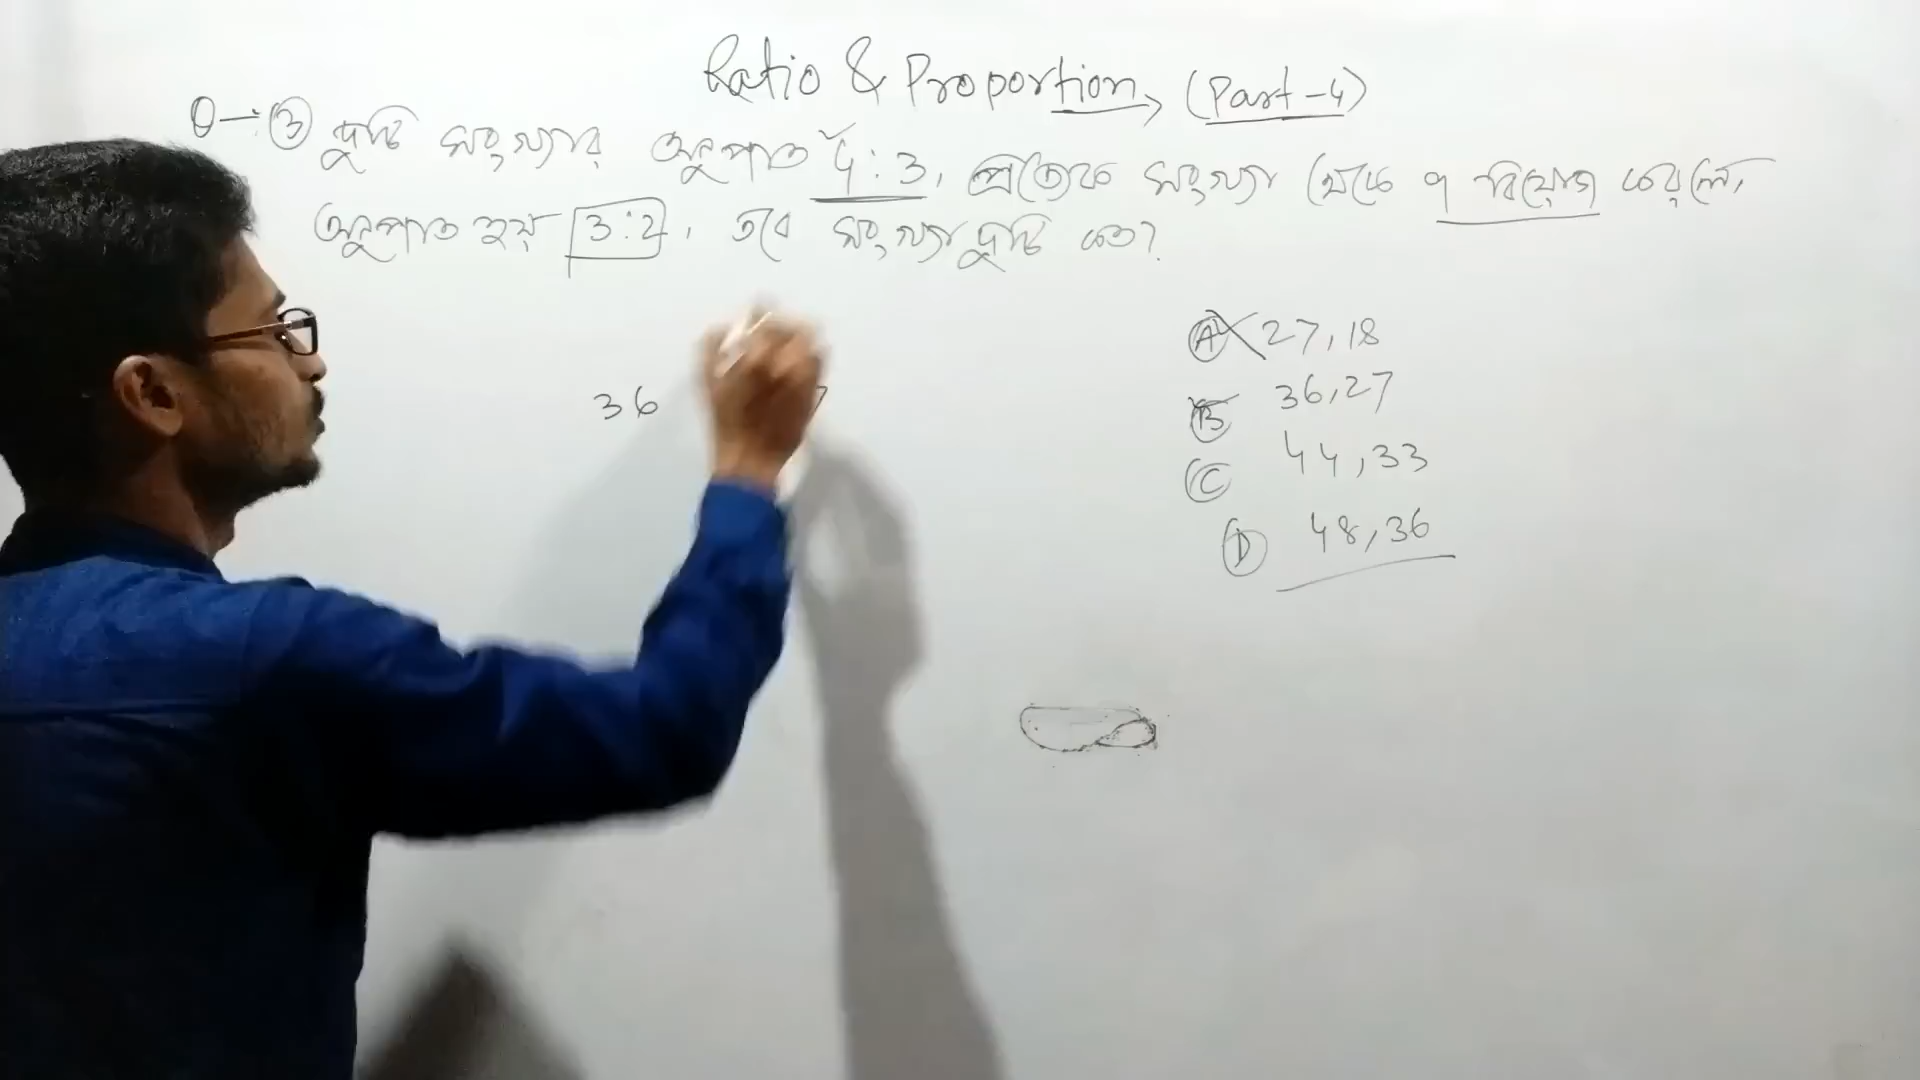 Ratio & Proportion, (Part-4)
Q→③ দুটি সংখ্যার অনুপাত 4:3, প্রত্যেক সংখ্যা থেকে ৭ বিয়োগ করলে,
অনুপাত হয় 3:2, তবে সংখ্যা দুটি কত?
Ⓐ 27,18
Ⓑ 36,27
36
Ⓒ 44,33
Ⓓ 48,36